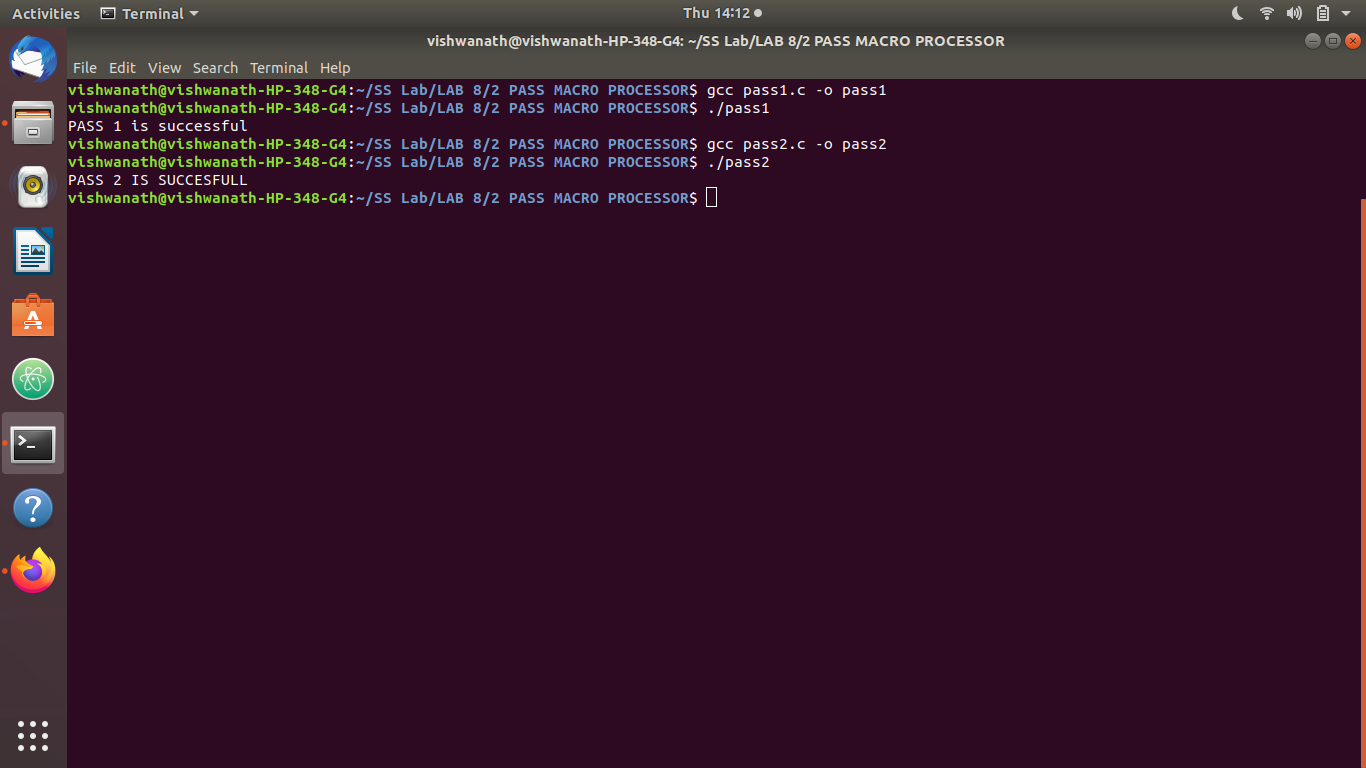 Activities Terminal Thu 14:12
vishwanath@vishwanath-HP-348-G4: ~/SS Lab/LAB 8/2 PASS MACRO PROCESSOR
File Edit View Search Terminal Help
vishwanath@vishwanath-HP-348-G4:~/SS Lab/LAB 8/2 PASS MACRO PROCESSOR$ gcc pass1.c -o pass1
vishwanath@vishwanath-HP-348-G4:~/SS Lab/LAB 8/2 PASS MACRO PROCESSOR$ ./pass1
PASS 1 is successful
vishwanath@vishwanath-HP-348-G4:~/SS Lab/LAB 8/2 PASS MACRO PROCESSOR$ gcc pass2.c -o pass2
vishwanath@vishwanath-HP-348-G4:~/SS Lab/LAB 8/2 PASS MACRO PROCESSOR$ ./pass2
PASS 2 IS SUCCESFULL
vishwanath@vishwanath-HP-348-G4:~/SS Lab/LAB 8/2 PASS MACRO PROCESSOR$